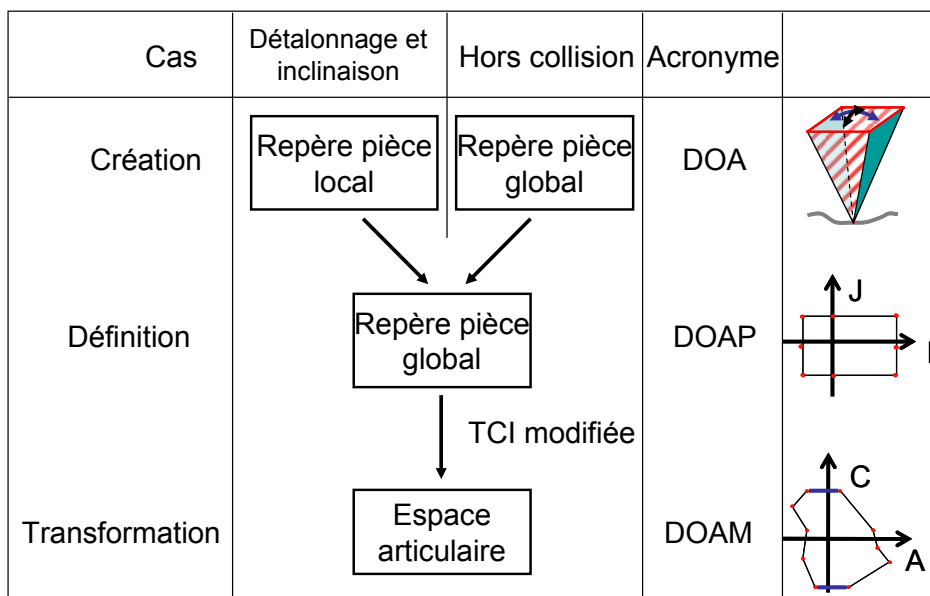 Cas
Détalonnage et
inclinaison
Hors collision
Acronyme
Création
Repère pièce
local
Repère pièce
global
DOA
Définition
Repère pièce
global
DOAP
J
TCI modifiée
Transformation
Espace
articulaire
DOAM
C
A